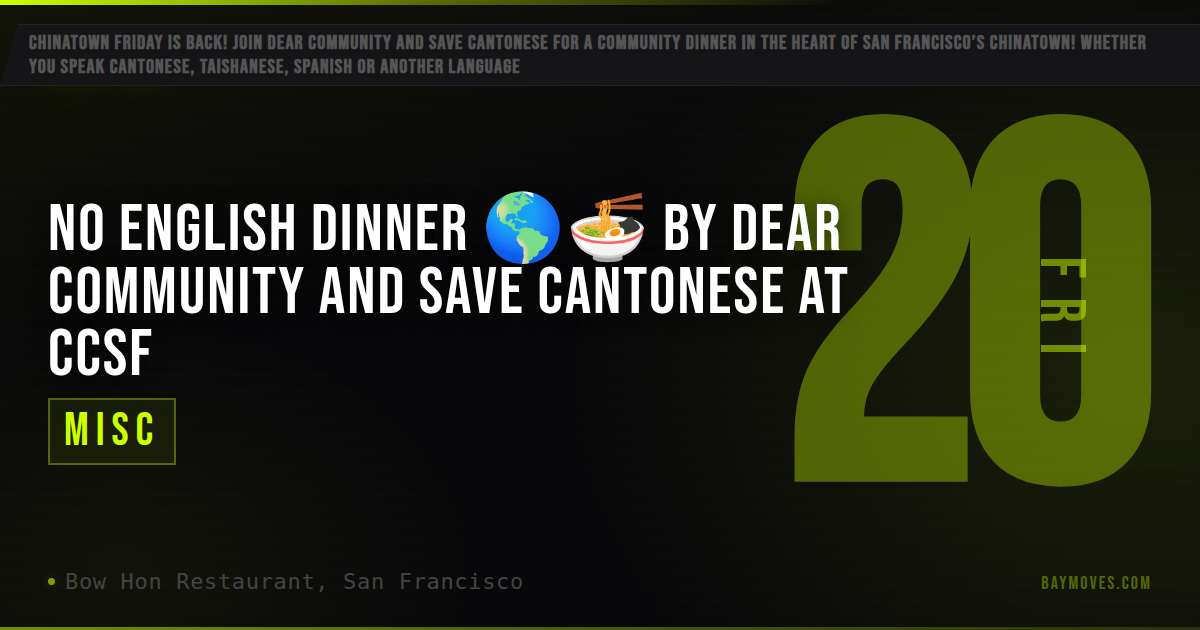 CHINATOWN FRIDAY IS BACK! JOIN DEAR COMMUNITY AND SAVE CANTONESE FOR A COMMUNITY DINNER IN THE HEART OF SAN FRANCISCO'S CHINATOWN! WHETHER
YOU SPEAK CANTONESE, TAISHANESE, SPANISH OR ANOTHER LANGUAGE
20
FRI
NO ENGLISH DINNER 🌎🍜 BY DEAR
COMMUNITY AND SAVE CANTONESE AT
CCSF
MISC
Bow Hon Restaurant, San Francisco
BAYMOVES.COM